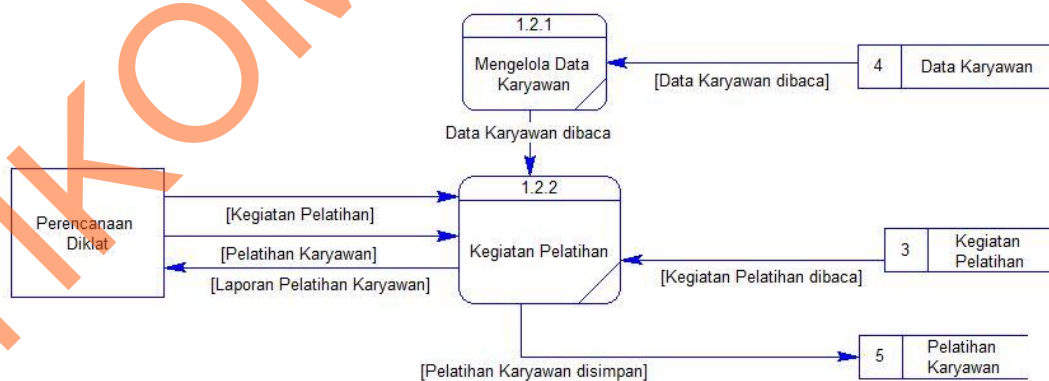 1.2.1
Mengelola Data
Karyawan
4
Data Karyawan
[Data Karyawan dibaca]
Data Karyawan dibaca
Perencanaan
Diklat
[Kegiatan Pelatihan]
[Pelatihan Karyawan]
[Laporan Pelatihan Karyawan]
1.2.2
Kegiatan Pelatihan
3
Kegiatan
Pelatihan
[Kegiatan Pelatihan dibaca]
5
Pelatihan
Karyawan
[Pelatihan Karyawan disimpan]
IKOM